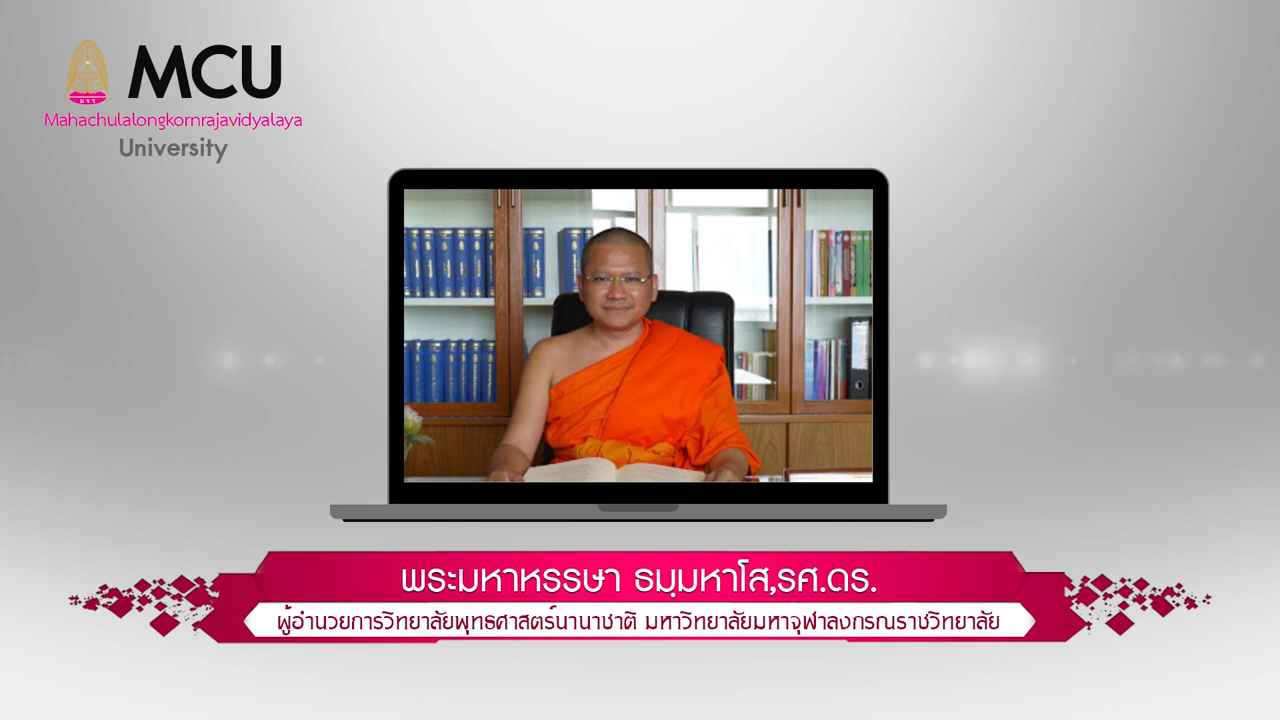 MCU
มจร
Mahachulalongkornrajavidyalaya
University
พระมหาหรรษา ธมฺมหาโส,รศ.ดร.
ผู้อำนวยการวิทยาลัยพุทธศาสตร์นานาชาติ มหาวิทยาลัยมหาจุฬาลงกรณราชวิทยาลัย